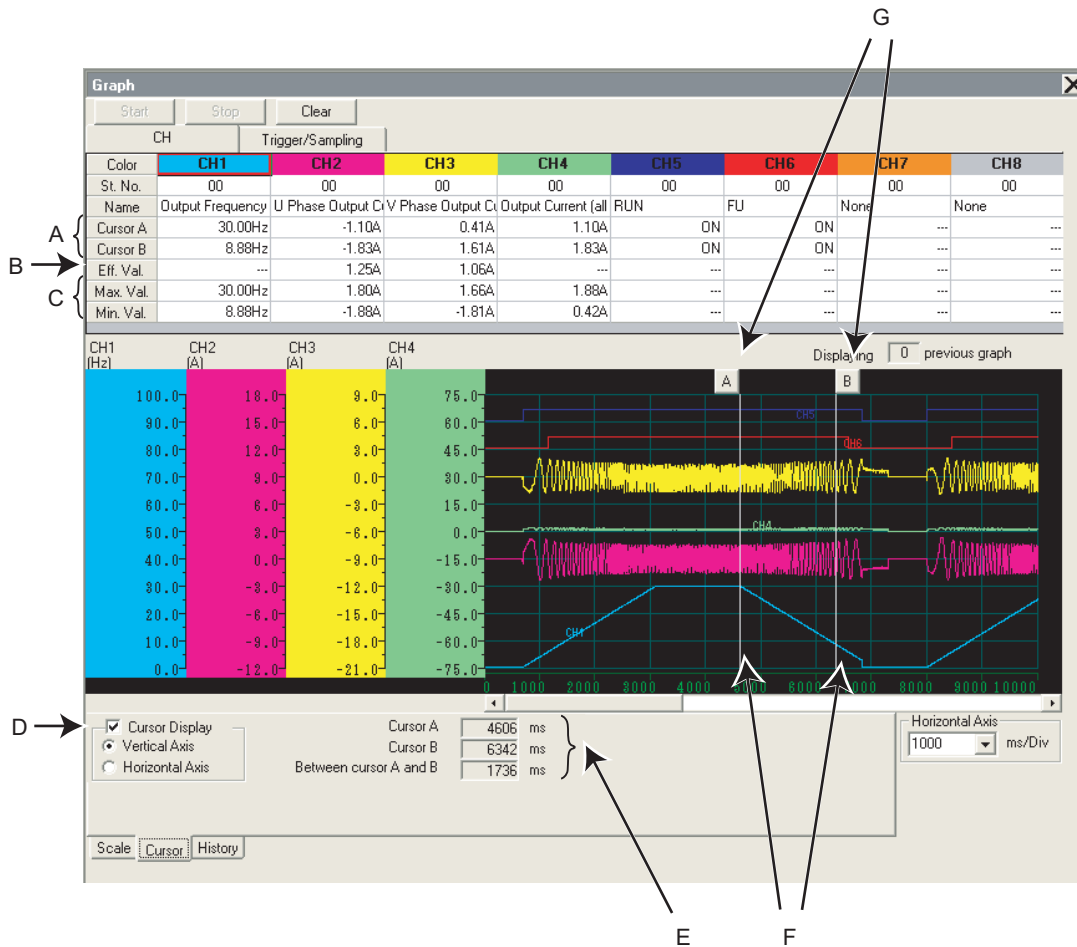 G
Graph
Start Stop Clear
CH Trigger/Sampling
Color CH1 CH2 CH3 CH4 CH5 CH6 CH7 CH8
St. No. 00 00 00 00 00 00 00 00
Name Output Frequency U Phase Output C V Phase Output Cu Output Current (all RUN FU None None
A Cursor A 30.00Hz -1.10A 0.41A 1.10A ON ON --- ---
Cursor B 8.88Hz -1.83A 1.61A 1.83A ON ON --- ---
B Eff. Val. --- 1.25A 1.06A --- --- --- --- ---
C Max. Val. 30.00Hz 1.80A 1.66A 1.88A --- --- --- ---
Min. Val. 8.88Hz -1.88A -1.81A 0.42A --- --- --- ---
CH1 CH2 CH3 CH4
(Hz) (A) (A) (A)
Displaying 0 previous graph
A B
100.0 18.0 9.0 75.0
90.0 15.0 6.0 60.0
CH5
80.0 12.0 3.0 45.0
CH6
70.0 9.0 0.0 30.0
60.0 6.0 -3.0 15.0
50.0 3.0 -6.0 0.0
CH4
40.0 0.0 -9.0 -15.0
30.0 -3.0 -12.0 -30.0
20.0 -6.0 -15.0 -45.0
CH1
10.0 -9.0 -18.0 -60.0
0.0 -12.0 -21.0 -75.0
0 1000 2000 3000 4000 5000 6000 7000 8000 9000 10000
D Cursor Display
Vertical Axis
Horizontal Axis
Cursor A 4606 ms
Cursor B 6342 ms
Between cursor A and B 1736 ms
Horizontal Axis
1000 ms/Div
Scale Cursor History
E F